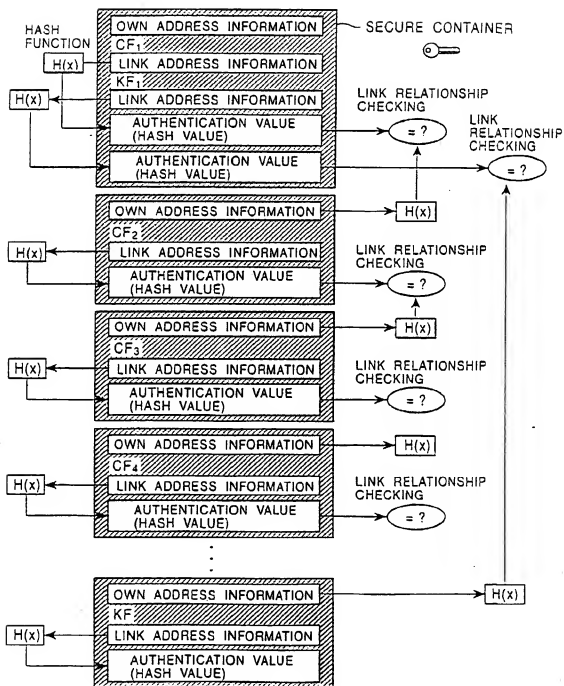 HASH
FUNCTION
OWN ADDRESS INFORMATION
SECURE CONTAINER
CF1
H(x)
LINK ADDRESS INFORMATION
KF1
H(x)
LINK ADDRESS INFORMATION
LINK RELATIONSHIP
CHECKING
AUTHENTICATION VALUE
(HASH VALUE)
= ?
LINK
RELATIONSHIP
CHECKING
AUTHENTICATION VALUE
(HASH VALUE)
= ?
OWN ADDRESS INFORMATION
H(x)
CF2
H(x)
LINK ADDRESS INFORMATION
LINK RELATIONSHIP
CHECKING
AUTHENTICATION VALUE
(HASH VALUE)
= ?
OWN ADDRESS INFORMATION
H(x)
CF3
H(x)
LINK ADDRESS INFORMATION
LINK RELATIONSHIP
CHECKING
AUTHENTICATION VALUE
(HASH VALUE)
= ?
OWN ADDRESS INFORMATION
H(x)
CF4
H(x)
LINK ADDRESS INFORMATION
LINK RELATIONSHIP
CHECKING
AUTHENTICATION VALUE
(HASH VALUE)
= ?
OWN ADDRESS INFORMATION
H(x)
KF
H(x)
LINK ADDRESS INFORMATION
AUTHENTICATION VALUE
(HASH VALUE)